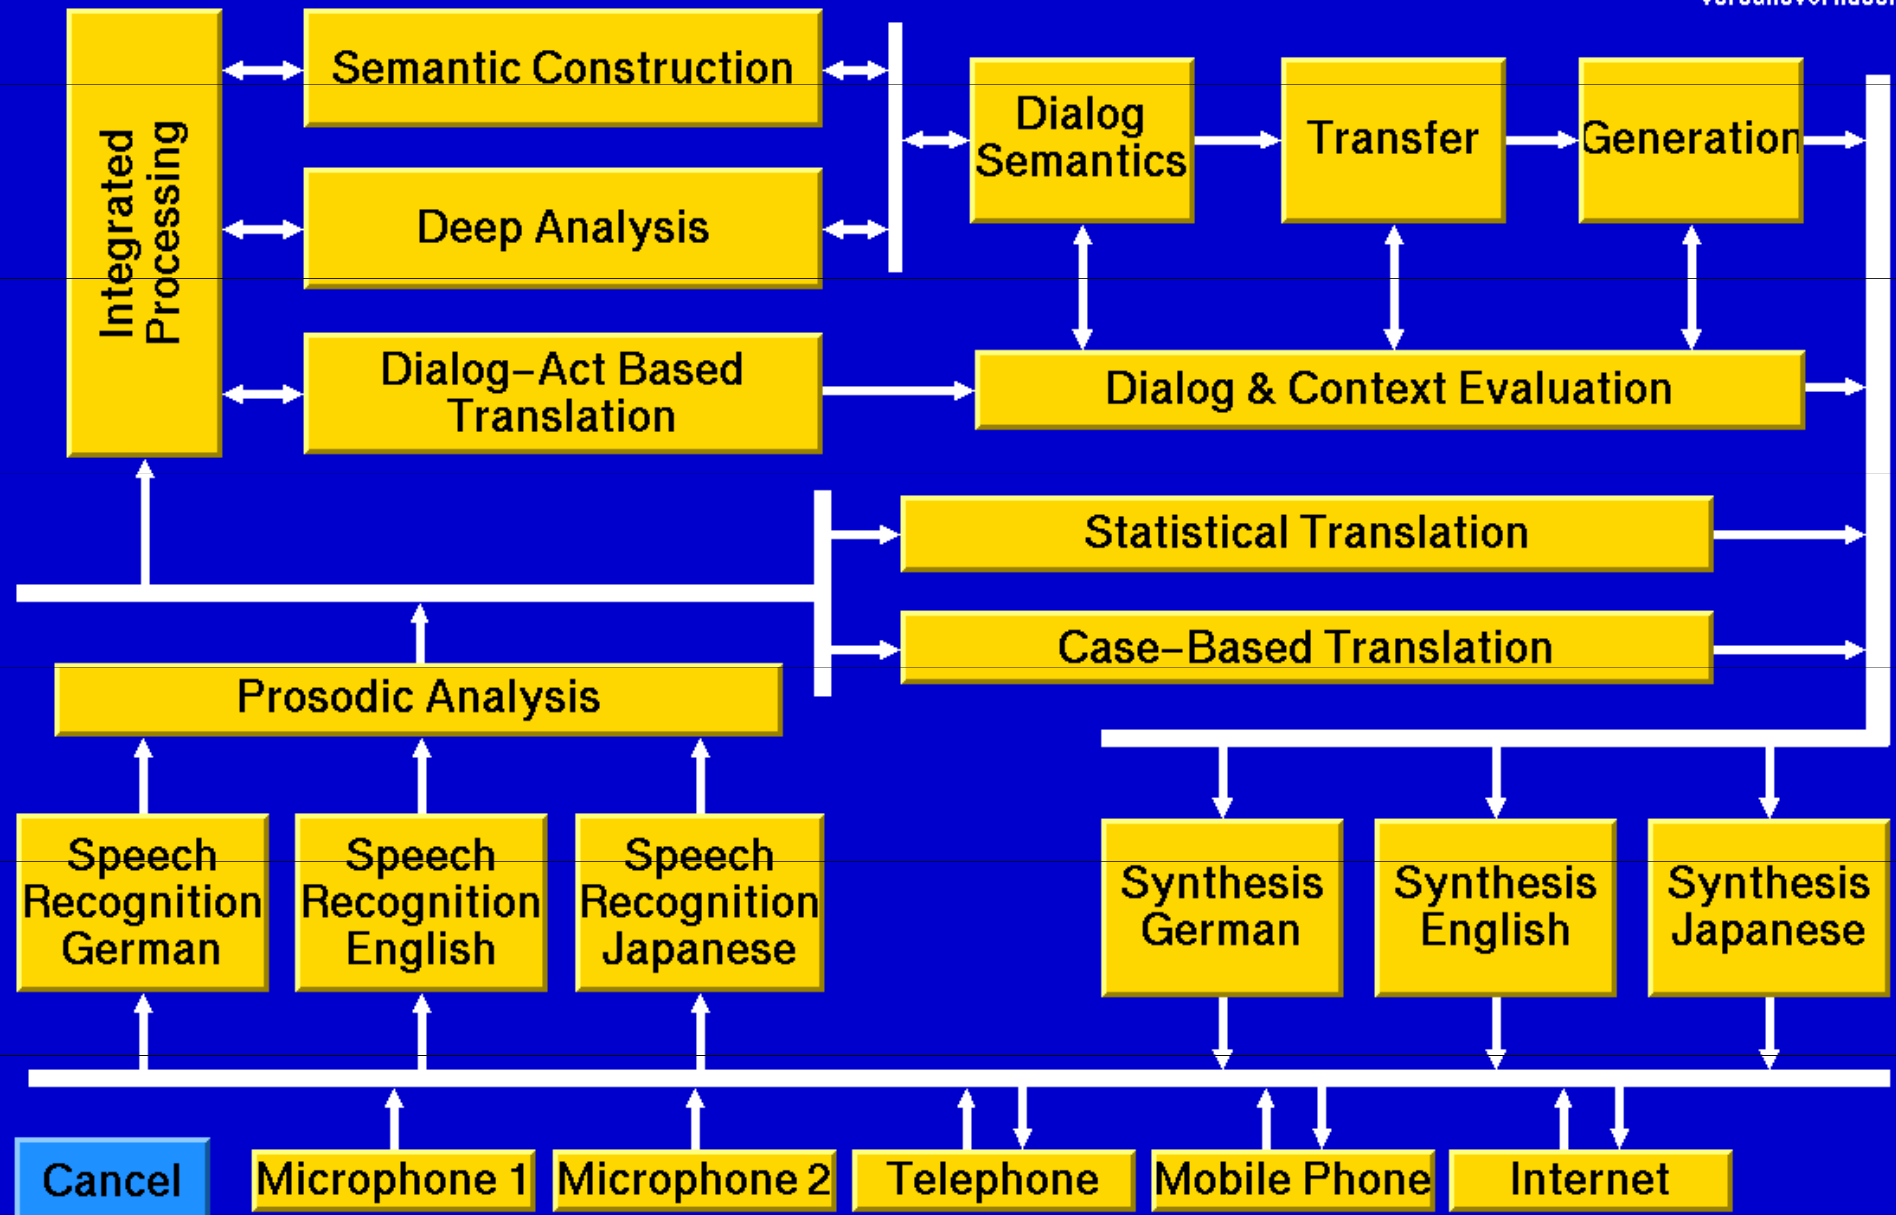 Integrated
Processing
Semantic Construction
Deep Analysis
Dialog–Act Based
Translation
Dialog
Semantics
Transfer
Generation
Dialog & Context Evaluation
Statistical Translation
Case–Based Translation
Prosodic Analysis
Speech
Recognition
German
Speech
Recognition
English
Speech
Recognition
Japanese
Synthesis
German
Synthesis
English
Synthesis
Japanese
Cancel
Microphone 1
Microphone 2
Telephone
Mobile Phone
Internet